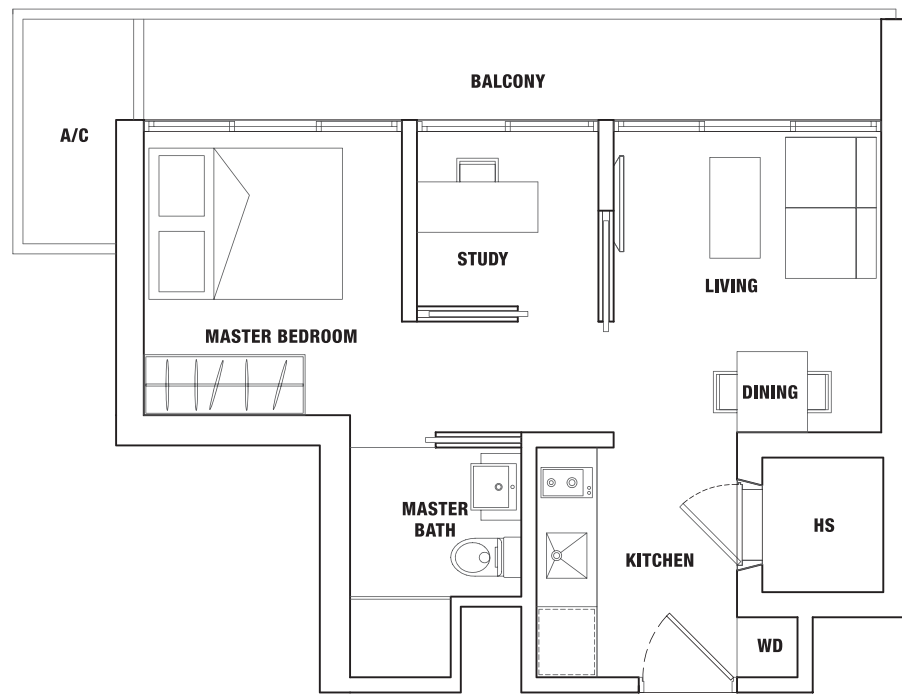 BALCONY
A/C
STUDY
LIVING
MASTER BEDROOM
DINING
MASTER
BATH
HS
KITCHEN
WD